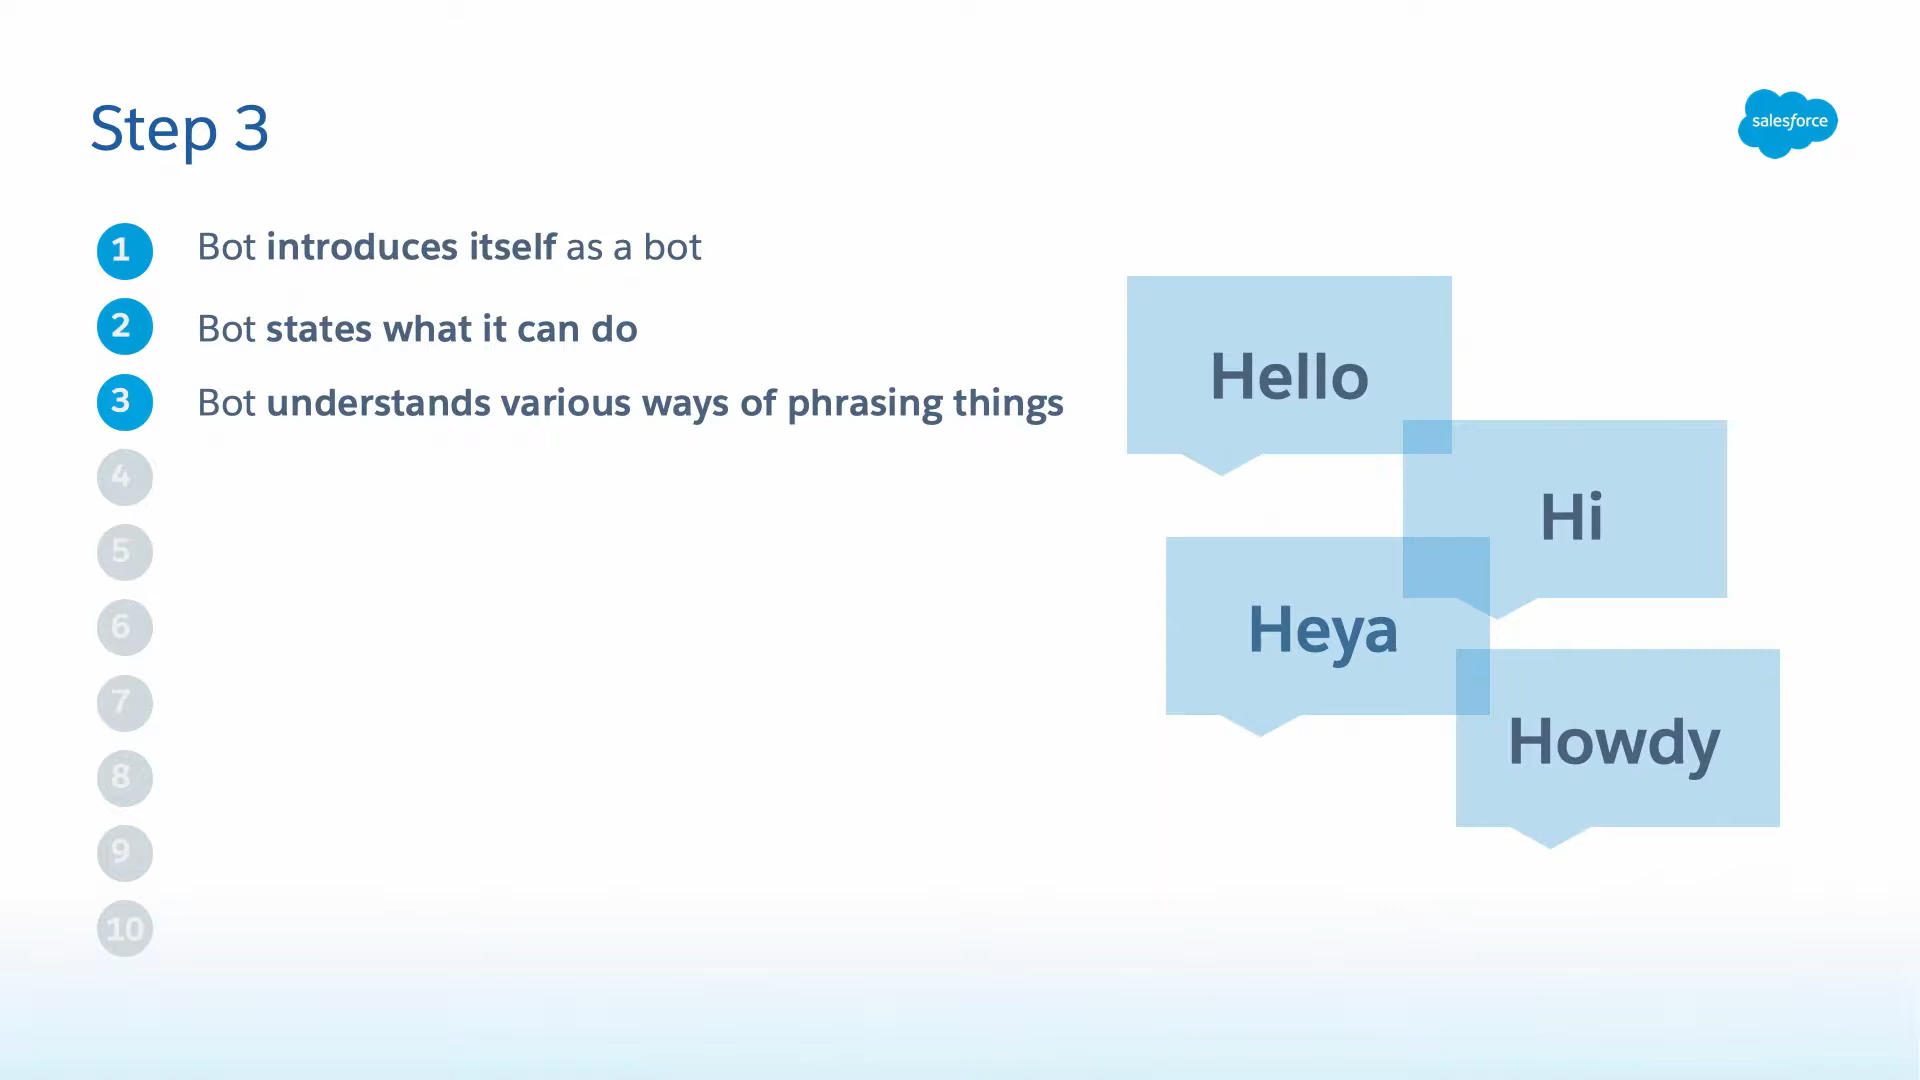 Step 3
salesforce
1 Bot introduces itself as a bot
2 Bot states what it can do
3 Bot understands various ways of phrasing things
4
5
6
7
8
9
10
Hello
Hi
Heya
Howdy